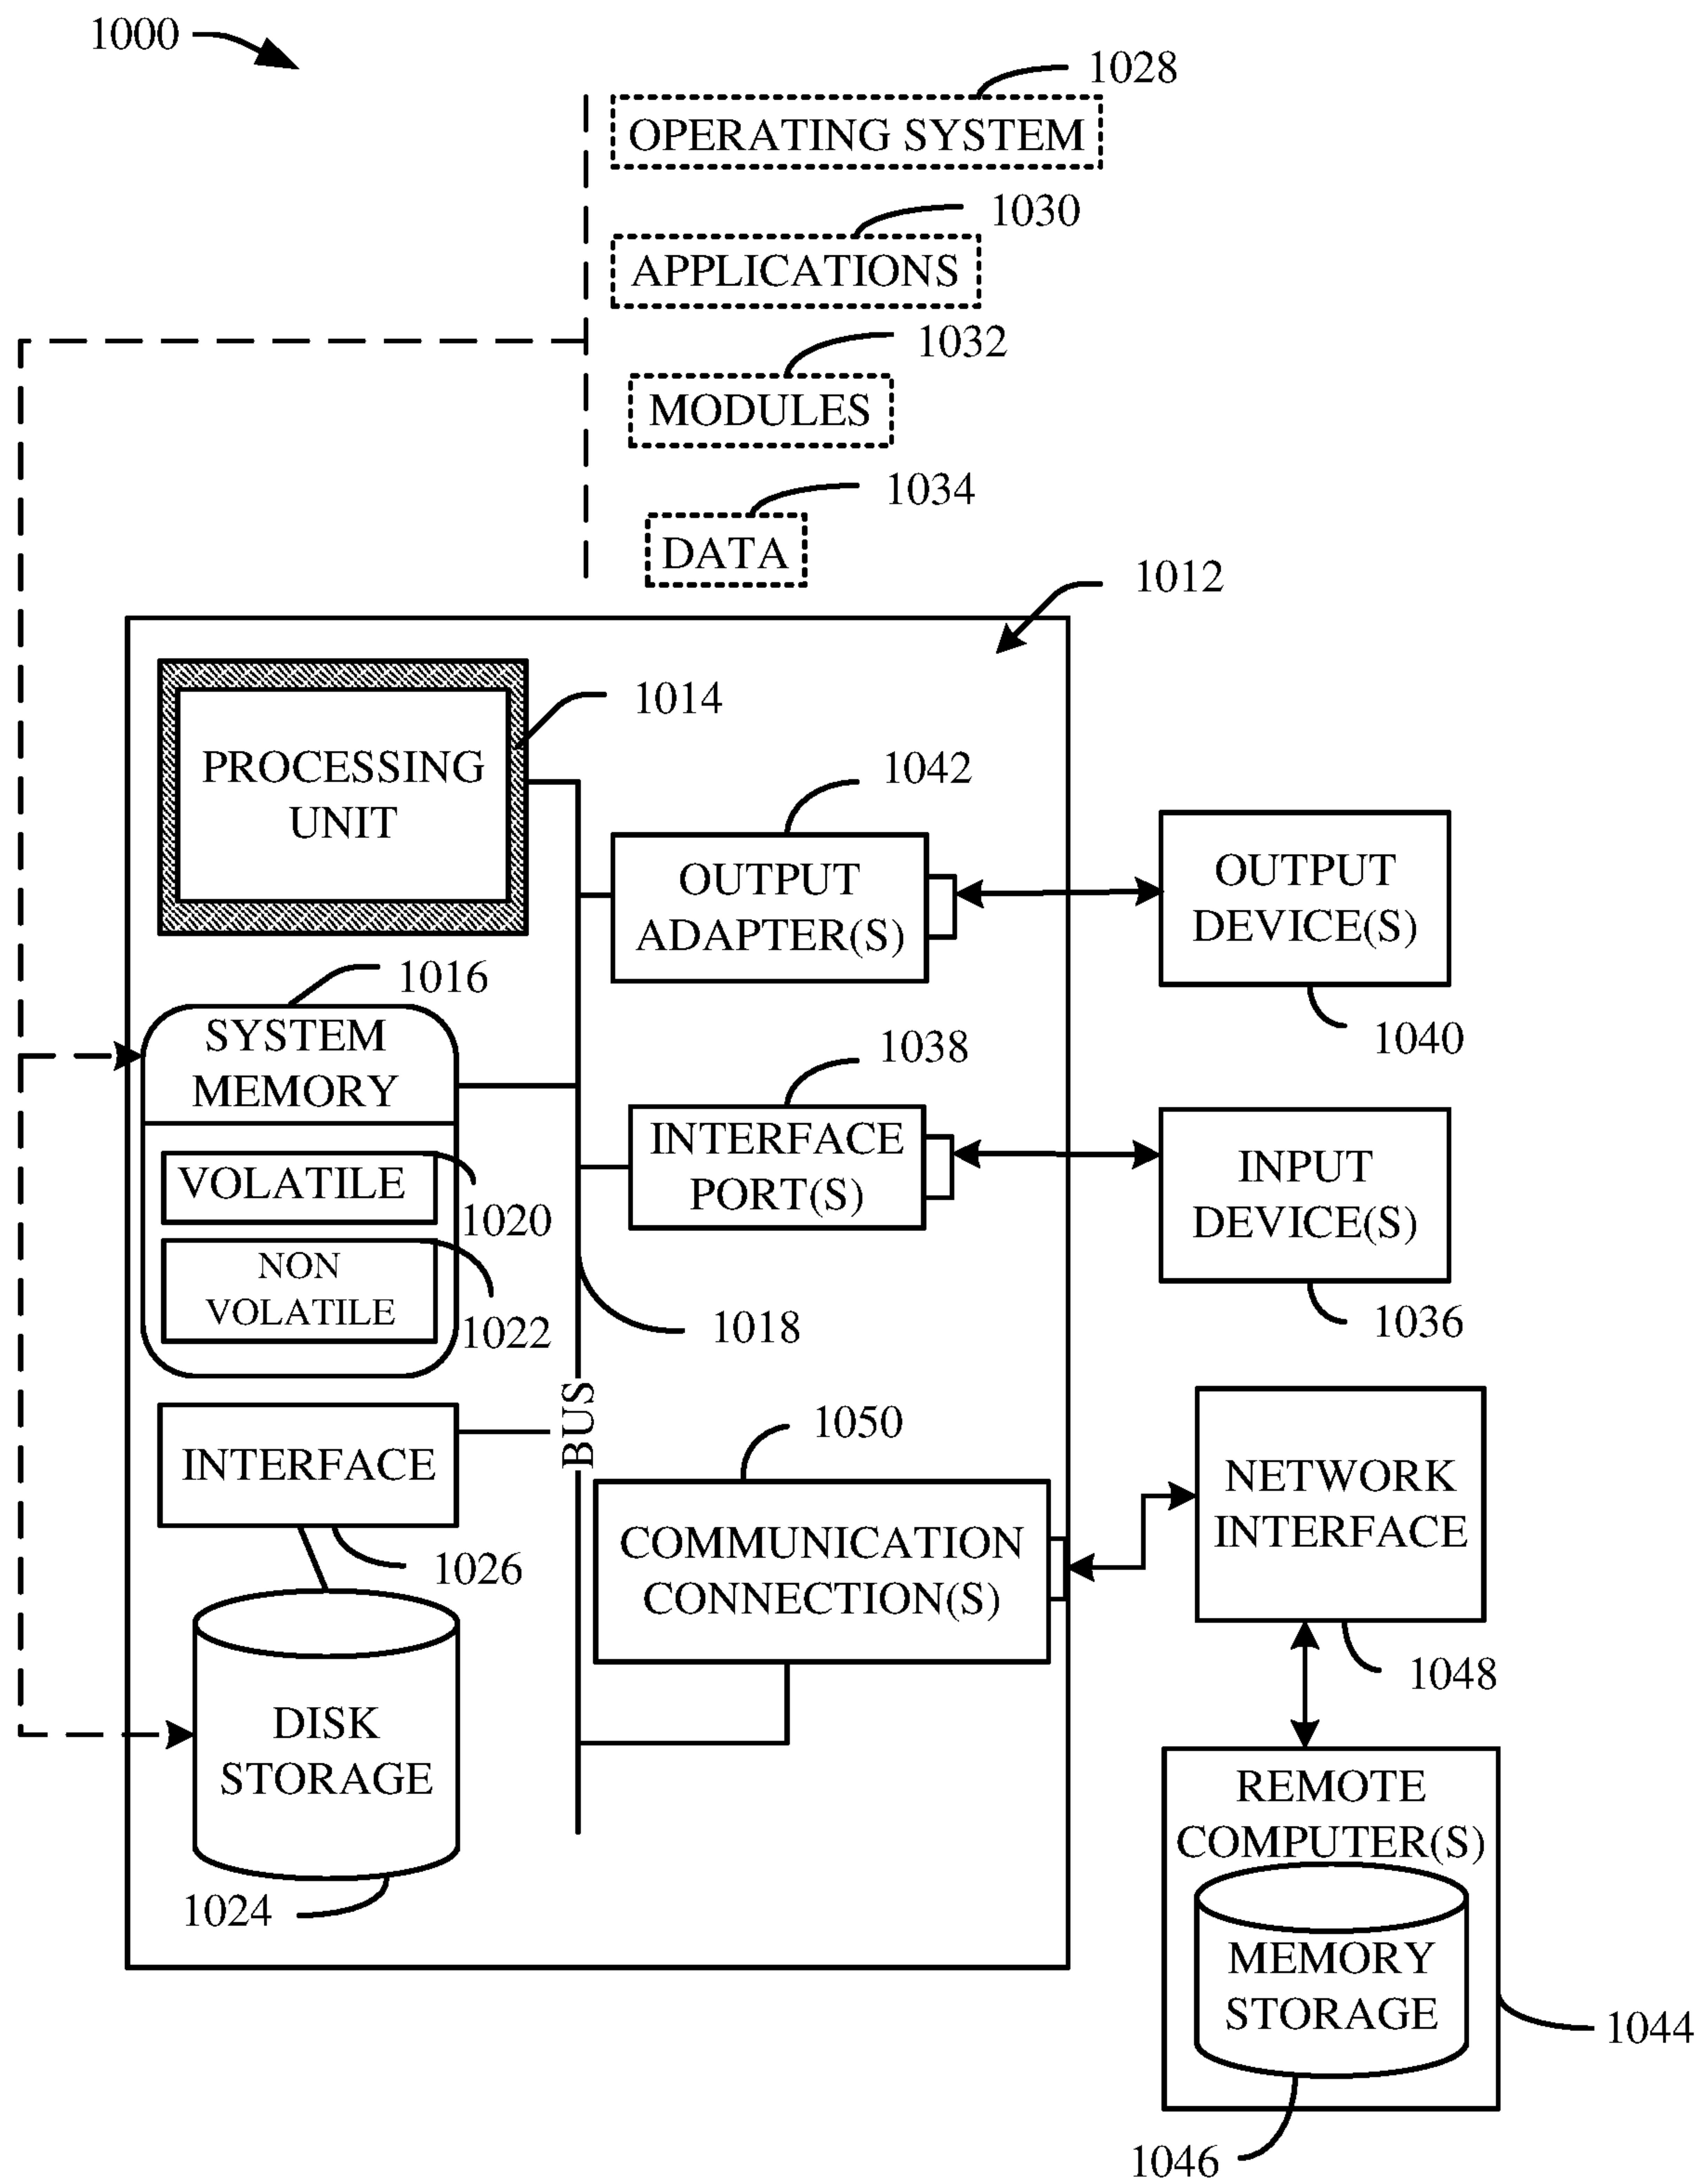 1000
1028
OPERATING SYSTEM
1030
APPLICATIONS
1032
MODULES
1034
DATA
1012
PROCESSING
UNIT
1014
1042
OUTPUT
ADAPTER(S)
OUTPUT
DEVICE(S)
1040
1016
SYSTEM
MEMORY
VOLATILE
1020
NON
VOLATILE
1022
1038
INTERFACE
PORT(S)
INPUT
DEVICE(S)
1036
1018
BUS
INTERFACE
1026
1050
COMMUNICATION
CONNECTION(S)
NETWORK
INTERFACE
1048
DISK
STORAGE
1024
REMOTE
COMPUTER(S)
MEMORY
STORAGE
1044
1046